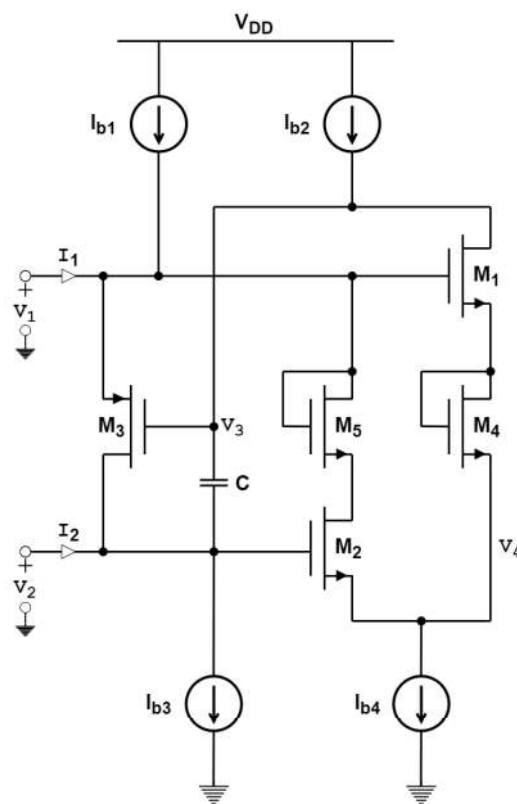 V_DD
I_b1
I_b2
I_1
+
V_1
M_1
M_3
V_3
M_5
M_4
C
I_2
+
V_2
M_2
V_4
I_b3
I_b4